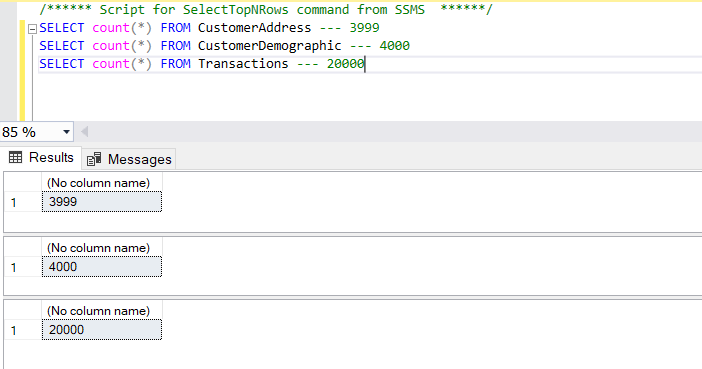 /****** Script for SelectTopNRows command from SSMS  ******/
SELECT count(*) FROM CustomerAddress --- 3999
SELECT count(*) FROM CustomerDemographic --- 4000
SELECT count(*) FROM Transactions --- 20000
85 %
Results Messages
(No column name)
1 3999
(No column name)
1 4000
(No column name)
1 20000